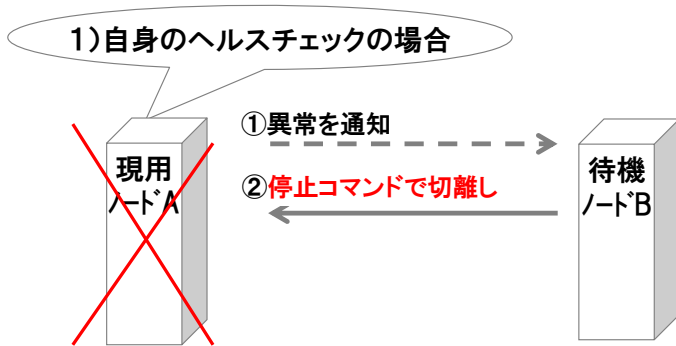 1)自身のヘルスチェックの場合
①異常を通知
現用
ノードA
②停止コマンドで切離し
待機
ノードB